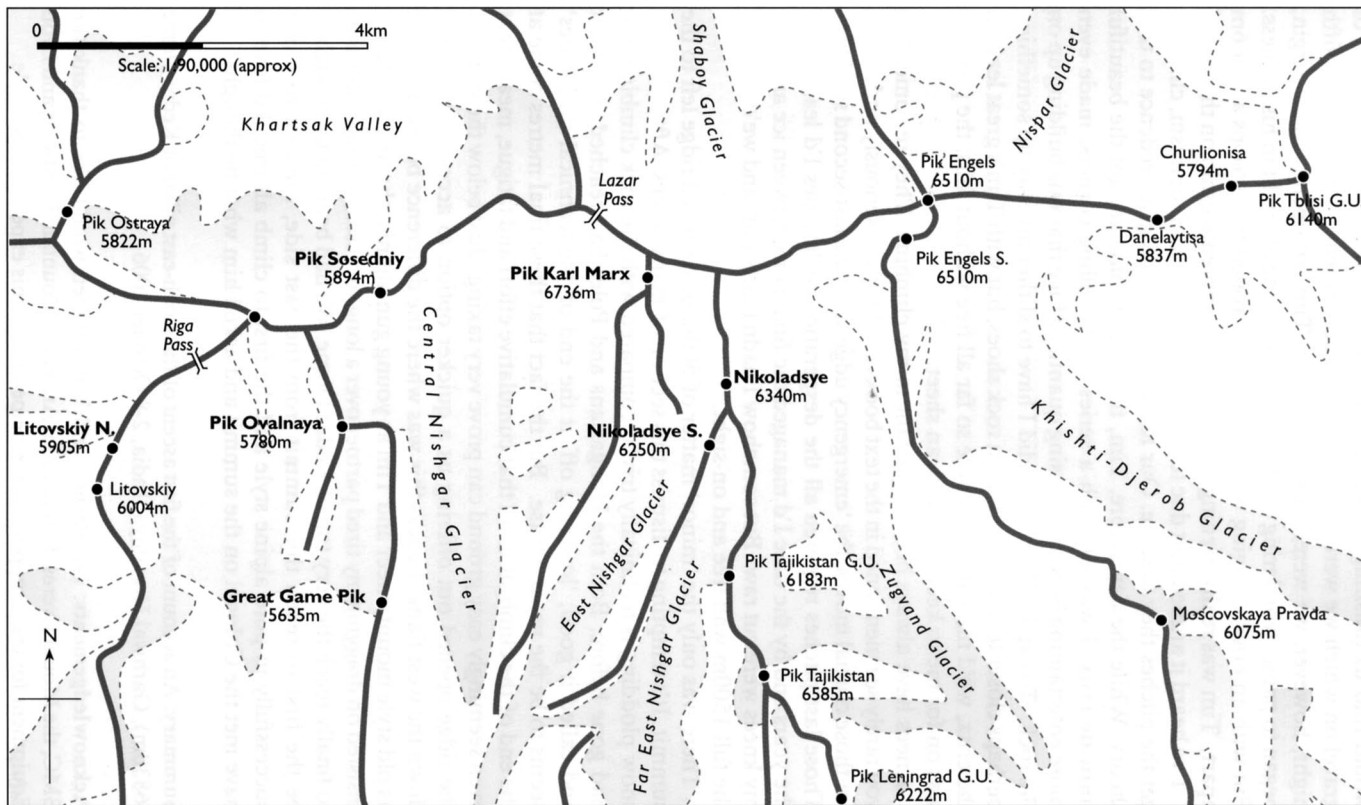 0 4km
Scale: 1:90,000 (approx)
Khartsak Valley
Shaboy Glacier
Nispar Glacier
Lazar
Pass
Pik Engels
6510m
Churlionisa
5794m
Pik Tblisi G.U.
6140m
Pik Ostraya
5822m
Danelaytisa
5837m
Pik Sosedniy
5894m
Pik Karl Marx
6736m
Pik Engels S.
6510m
Riga
Pass
Central Nishgar Glacier
Nikoladsye
6340m
Litovskiy N.
5905m
Pik Ovalnaya
5780m
Nikoladsye S.
6250m
Khishti Djerob Glacier
Litovskiy
6004m
East Nishgar Glacier
Pik Tajikistan G.U.
6183m
Zugvand Glacier
Great Game Pik
5635m
Moscovskaya Pravda
6075m
N
Far East Nishgar Glacier
Pik Tajikistan
6585m
Pik Leningrad G.U.
6222m